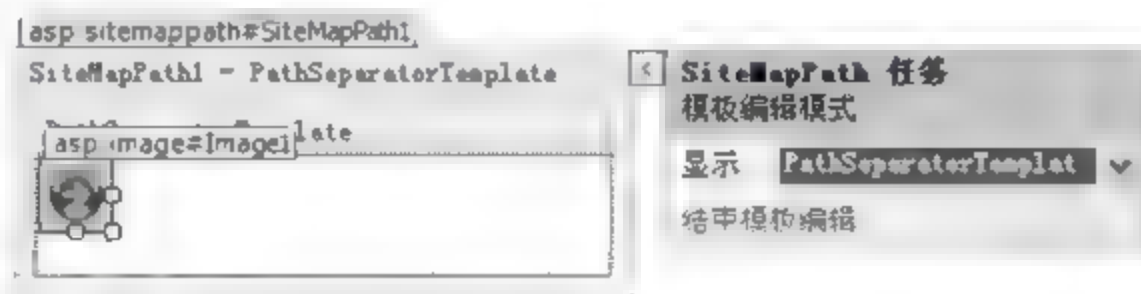 asp sitemappath#SiteMapPath1
SiteMapPath1 - PathSeparatorTemplate
asp image#Image1
SiteMapPath 任务
模板编辑模式
显示 PathSeparatorTemplat
结束模板编辑